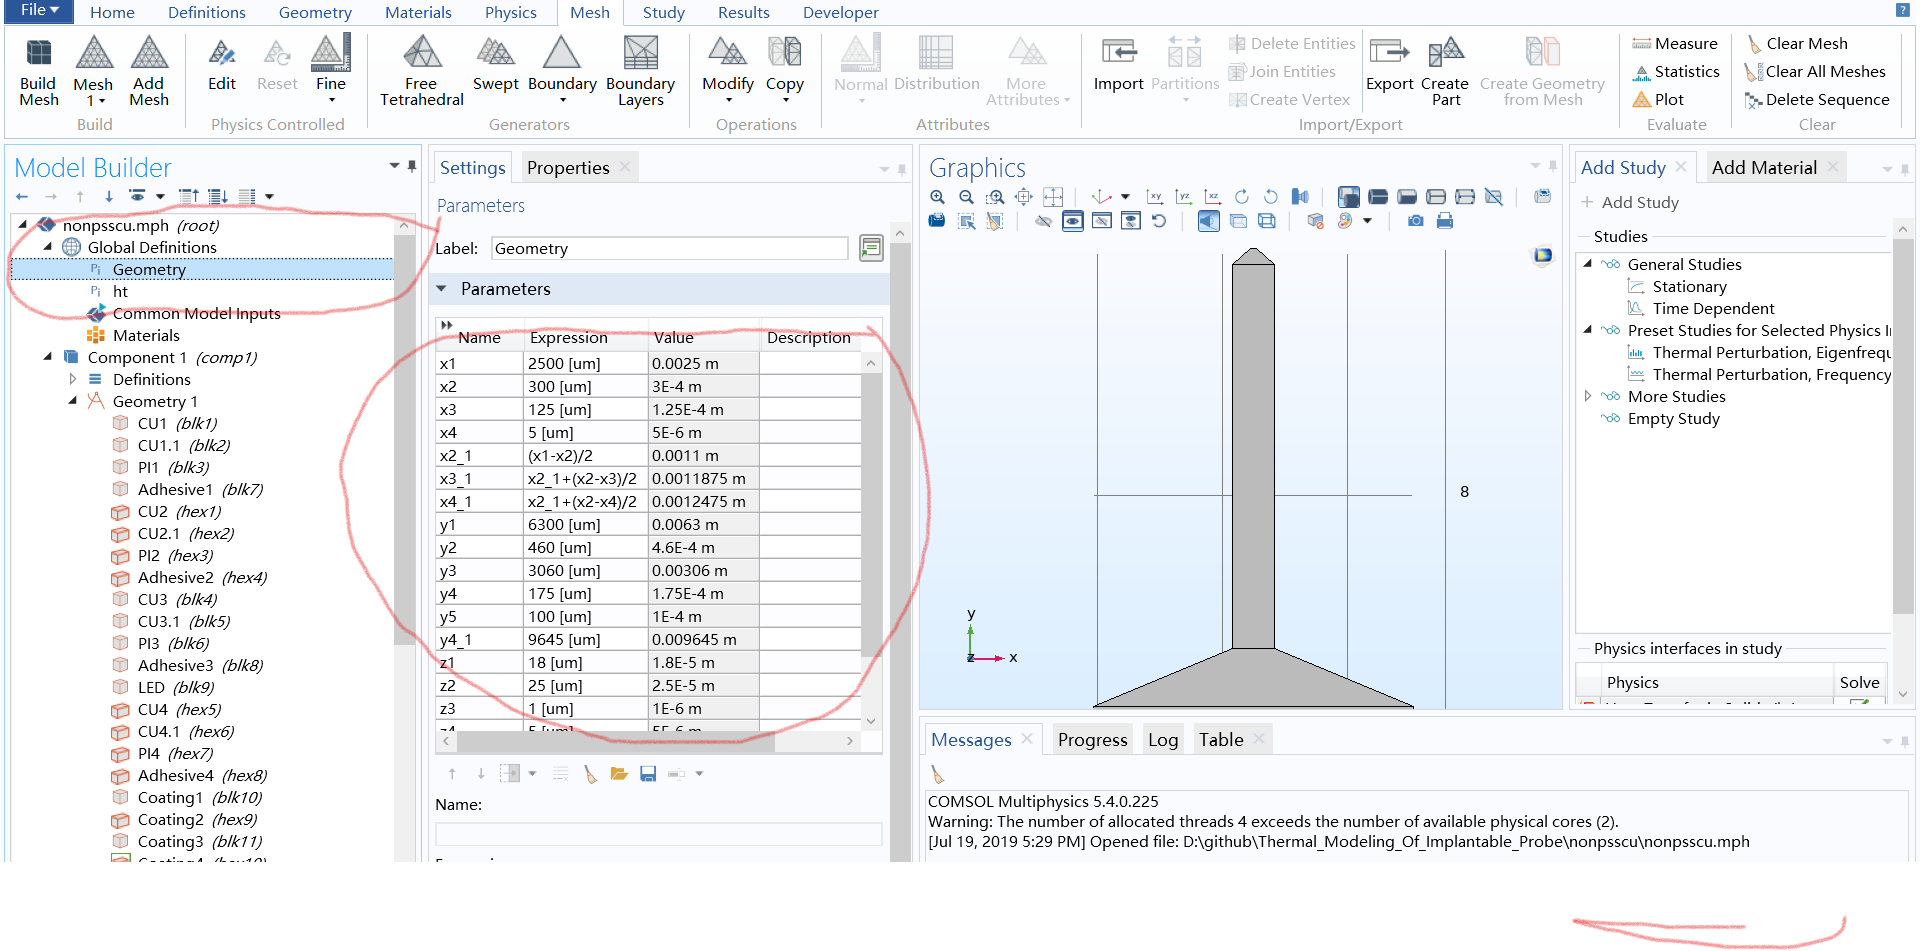 File Home Definitions Geometry Materials Physics Mesh Study Results Developer
Build Mesh
Mesh 1
Add Mesh
Build
Edit
Reset
Fine
Physics Controlled
Free Tetrahedral
Swept
Boundary
Boundary Layers
Generators
Modify
Copy
Operations
Normal
Distribution
More Attributes
Attributes
Import
Partitions
Delete Entities
Join Entities
Create Vertex
Export
Create Part
Create Geometry from Mesh
Import/Export
Measure
Statistics
Plot
Evaluate
Clear Mesh
Clear All Meshes
Delete Sequence
Clear
Model Builder
nonpsscu.mph (root)
Global Definitions
Pi Geometry
Pi ht
Common Model Inputs
Materials
Component 1 (comp1)
Definitions
Geometry 1
CU1 (blk1)
CU1.1 (blk2)
PI1 (blk3)
Adhesive1 (blk7)
CU2 (hex1)
CU2.1 (hex2)
PI2 (hex3)
Adhesive2 (hex4)
CU3 (blk4)
CU3.1 (blk5)
PI3 (blk6)
Adhesive3 (blk8)
LED (blk9)
CU4 (hex5)
CU4.1 (hex6)
PI4 (hex7)
Adhesive4 (hex8)
Coating1 (blk10)
Coating2 (hex9)
Coating3 (blk11)
Settings Properties
Parameters
Label: Geometry
Parameters
Name Expression Value Description
x1 2500 [um] 0.0025 m
x2 300 [um] 3E-4 m
x3 125 [um] 1.25E-4 m
x4 5 [um] 5E-6 m
x2_1 (x1-x2)/2 0.0011 m
x3_1 x2_1+(x2-x3)/2 0.0011875 m
x4_1 x2_1+(x2-x4)/2 0.0012475 m
y1 6300 [um] 0.0063 m
y2 460 [um] 4.6E-4 m
y3 3060 [um] 0.00306 m
y4 175 [um] 1.75E-4 m
y5 100 [um] 1E-4 m
y4_1 9645 [um] 0.009645 m
z1 18 [um] 1.8E-5 m
z2 25 [um] 2.5E-5 m
z3 1 [um] 1E-6 m
z4 5 [um] 5E-6 m
Name:
Graphics
xy yz xz
8
y
z x
Messages Progress Log Table
COMSOL Multiphysics 5.4.0.225
Warning: The number of allocated threads 4 exceeds the number of available physical cores (2).
[Jul 19, 2019 5:29 PM] Opened file: D:\github\Thermal_Modeling_Of_Implantable_Probe\nonpsscu\nonpsscu.mph
Add Study Add Material
+ Add Study
Studies
General Studies
Stationary
Time Dependent
Preset Studies for Selected Physics I
Thermal Perturbation, Eigenfrequ
Thermal Perturbation, Frequency
More Studies
Empty Study
Physics interfaces in study
Physics Solve